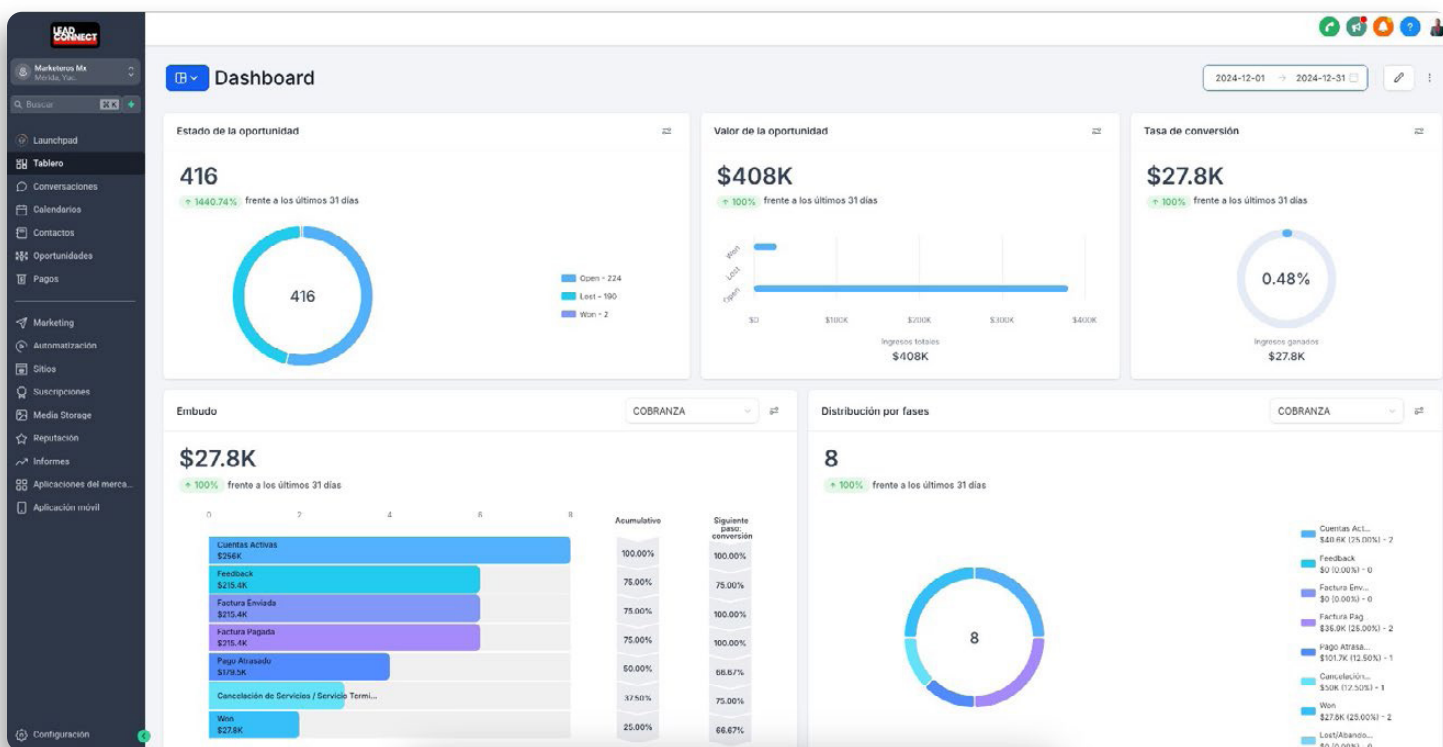 LEAD
CONNECT
Marketeros Mx
Mérida, Yuc.
Buscar
⌘K
Launchpad
Tablero
Conversaciones
Calendarios
Contactos
Oportunidades
Pagos
Marketing
Automatización
Sitios
Suscripciones
Media Storage
Reputación
Informes
Aplicaciones del merca...
Aplicación móvil
Configuración
Dashboard
2024-12-01 → 2024-12-31
Estado de la oportunidad
416
↑ 1440.74% frente a los últimos 31 días
416
Open - 224
Lost - 190
Won - 2
Valor de la oportunidad
$408K
↑ 100% frente a los últimos 31 días
Won
Lost
Open
$0 $100K $200K $300K $400K
Ingresos totales
$408K
Tasa de conversión
$27.8K
↑ 100% frente a los últimos 31 días
0.48%
Ingresos ganados
$27.8K
Embudo
COBRANZA
$27.8K
↑ 100% frente a los últimos 31 días
0 2 4 6 8
Acumulativo
Siguiente
paso:
conversión
Cuentas Activas
$256K
100.00% 100.00%
Feedback
$215.4K
75.00% 75.00%
Factura Enviada
$215.4K
75.00% 100.00%
Factura Pagada
$215.4K
75.00% 100.00%
Pago Atrasado
$179.5K
50.00% 66.67%
Cancelación de Servicios / Servicio Termi...
37.50% 75.00%
Won
$27.8K
25.00% 66.67%
Distribución por fases
COBRANZA
8
↑ 100% frente a los últimos 31 días
8
Cuentas Act...
$40.6K (25.00%) - 2
Feedback
$0 (0.00%) - 0
Factura Env...
$0 (0.00%) - 0
Factura Pag...
(25.00%) - 2
Pago Atrasa...
$101.7K (12.50%) - 1
Cancelación...
$50K (12.50%) - 1
Won
$27.8K (25.00%) - 2
Lost/Abando...
$0 (0.00%) - 0